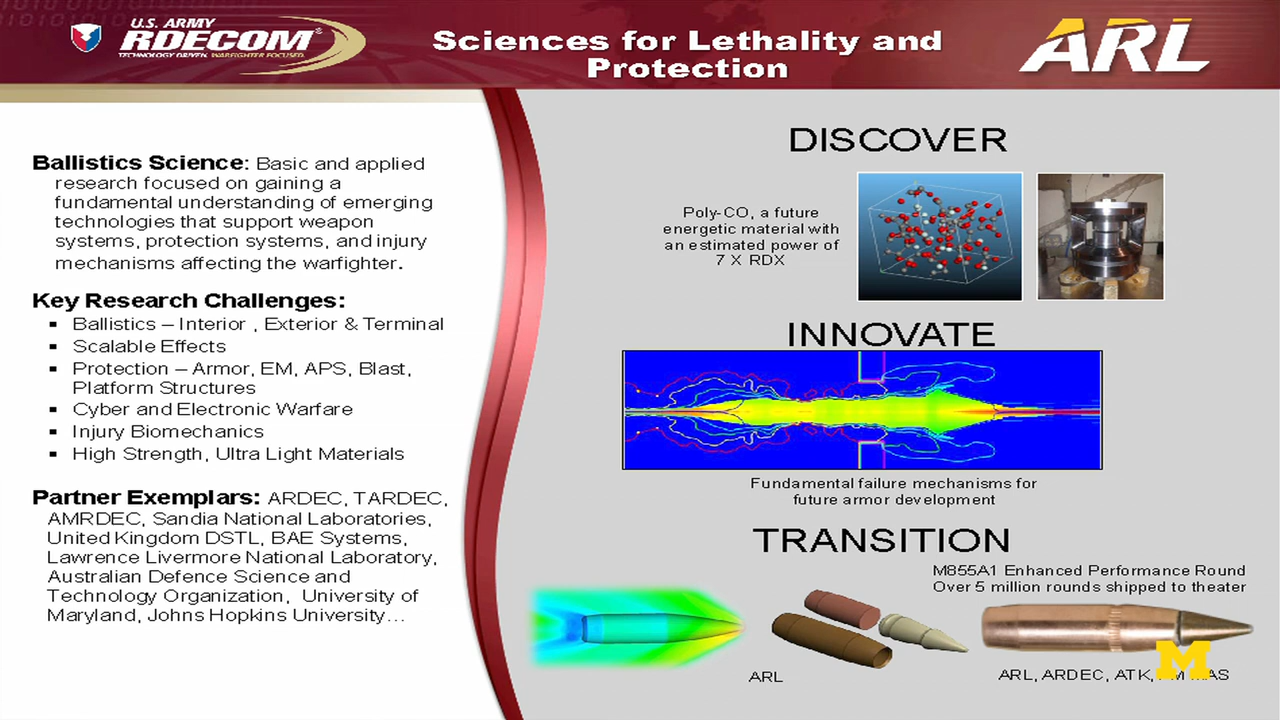 U.S. ARMY
RDECOM®
TECHNOLOGY DRIVEN. WARFIGHTER FOCUSED.
Sciences for Lethality and
Protection
ARL
Ballistics Science: Basic and applied
research focused on gaining a
fundamental understanding of emerging
technologies that support weapon
systems, protection systems, and injury
mechanisms affecting the warfighter.
Key Research Challenges:
▪ Ballistics – Interior , Exterior & Terminal
▪ Scalable Effects
▪ Protection – Armor, EM, APS, Blast,
Platform Structures
▪ Cyber and Electronic Warfare
▪ Injury Biomechanics
▪ High Strength, Ultra Light Materials
Partner Exemplars: ARDEC, TARDEC,
AMRDEC, Sandia National Laboratories,
United Kingdom DSTL, BAE Systems,
Lawrence Livermore National Laboratory,
Australian Defence Science and
Technology Organization, University of
Maryland, Johns Hopkins University...
DISCOVER
Poly-CO, a future
energetic material with
an estimated power of
7 X RDX
INNOVATE
Fundamental failure mechanisms for
future armor development
TRANSITION
M855A1 Enhanced Performance Round
Over 5 million rounds shipped to theater
ARL
ARL, ARDEC, ATK,
M